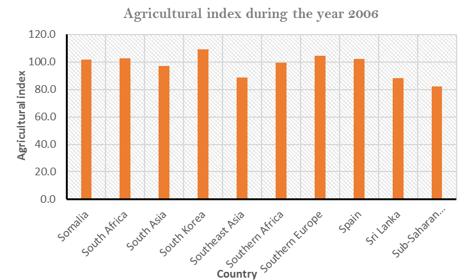 Agricultural index during the year 2006
120.0
100.0
80.0
60.0
40.0
20.0
0.0
Agricultural index
Somalia
South Africa
South Asia
South Korea
Southeast Asia
Southern Africa
Southern Europe
Spain
Sri Lanka
Sub-Saharan...
Country